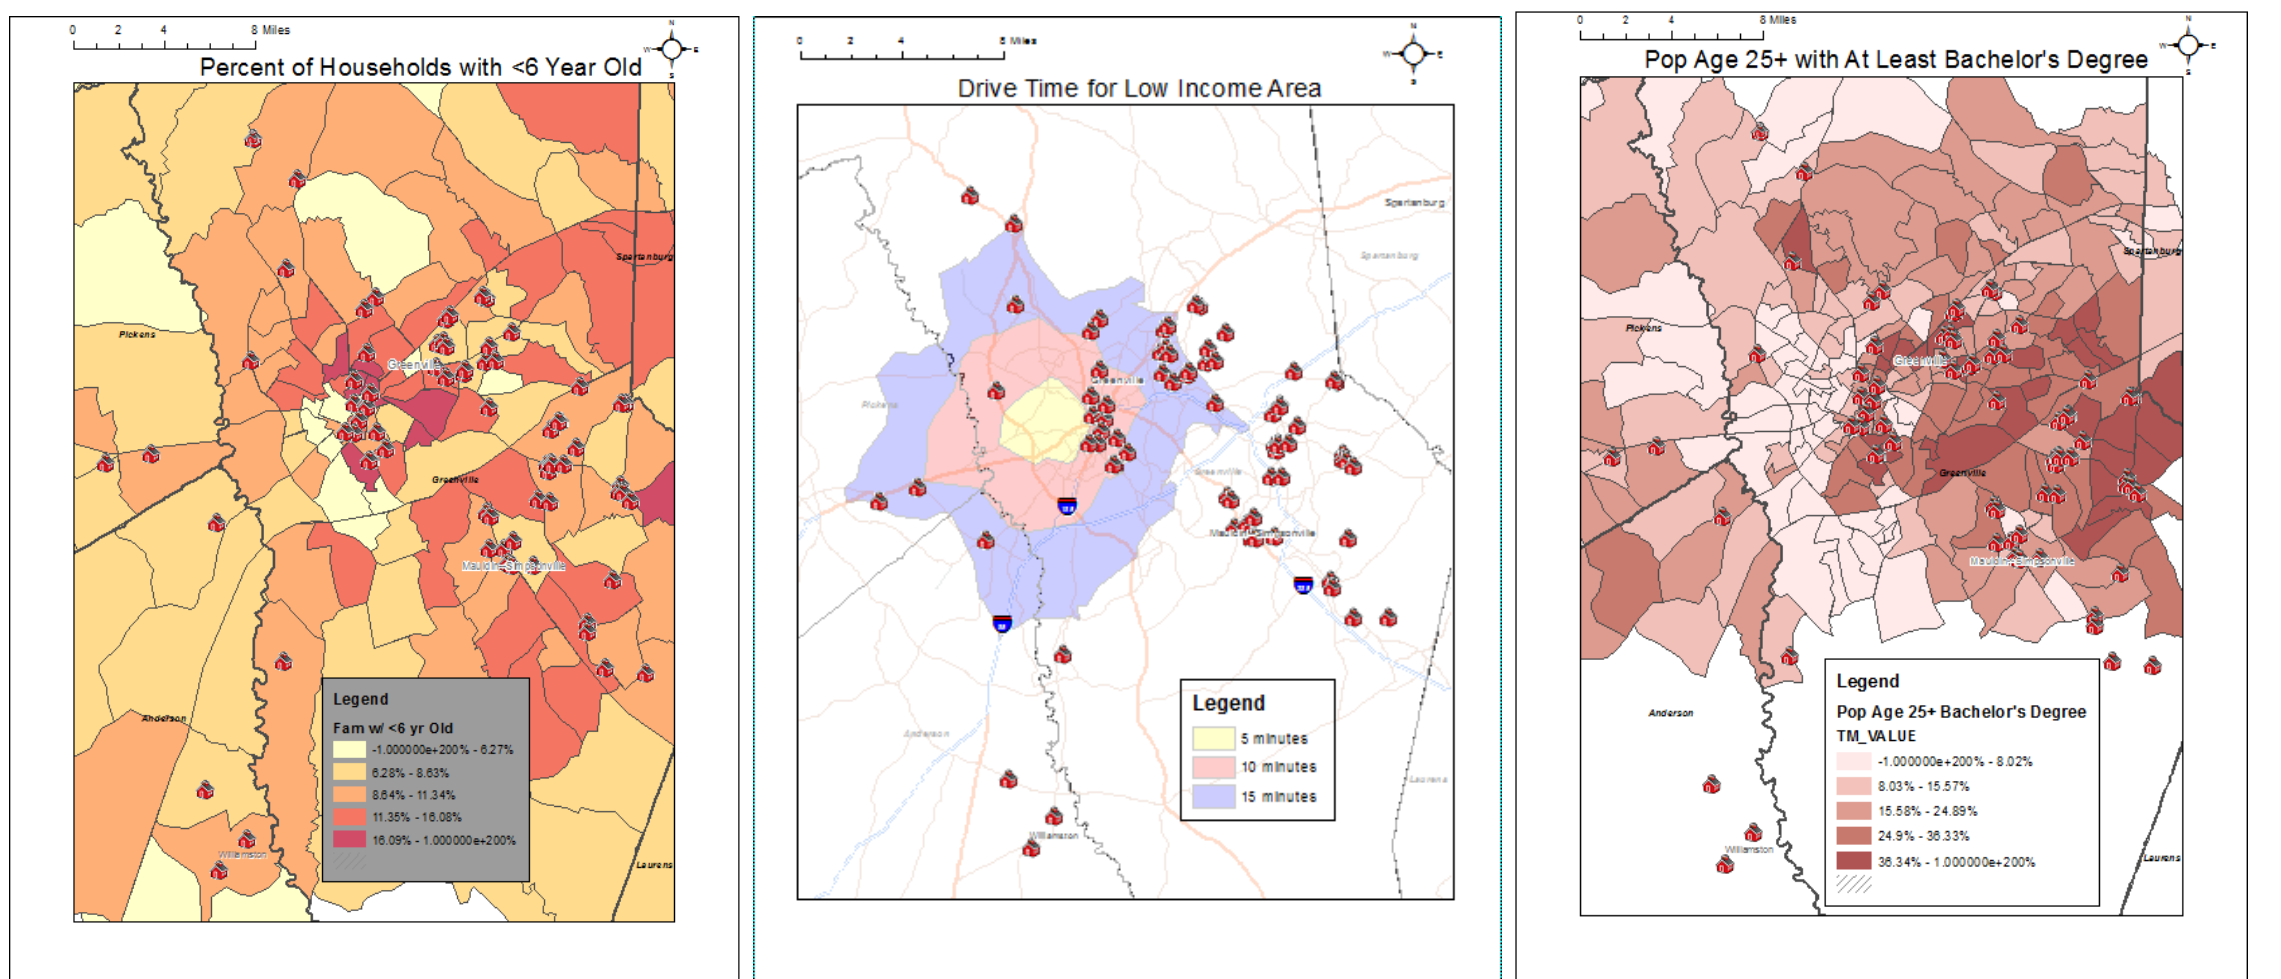 0 2 4 8 Miles
N
W E
S
Percent of Households with <6 Year Old
Spartanburg
Pickens
Greenville
Greenville
Mauldin-Simpsonville
Anderson
Williamston
Laurens
Legend
Fam w/ <6 yr Old
-1.000000e+200% - 6.27%
6.28% - 8.63%
8.64% - 11.34%
11.35% - 16.08%
16.09% - 1.000000e+200%
0 2 4 8 Miles
N
W E
S
Drive Time for Low Income Area
Spartanburg
Spartanburg
Greenville
Pickens
Greenville
Mauldin-Simpsonville
Anderson
Williamston
Laurens
Legend
5 minutes
10 minutes
15 minutes
0 2 4 8 Miles
N
W E
S
Pop Age 25+ with At Least Bachelor's Degree
Spartanburg
Pickens
Greenville
Greenville
Mauldin-Simpsonville
Anderson
Williamston
Laurens
Legend
Pop Age 25+ Bachelor's Degree
TM_VALUE
-1.000000e+200% - 8.02%
8.03% - 15.57%
15.58% - 24.89%
24.9% - 36.33%
36.34% - 1.000000e+200%